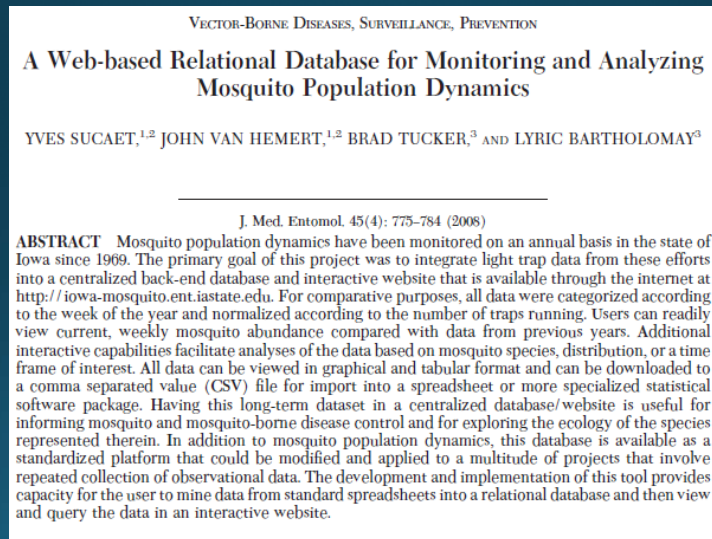 VECTOR-BORNE DISEASES, SURVEILLANCE, PREVENTION
A Web-based Relational Database for Monitoring and Analyzing
Mosquito Population Dynamics
YVES SUCAET,1,2 JOHN VAN HEMERT,1,2 BRAD TUCKER,3 AND LYRIC BARTHOLOMAY3
J. Med. Entomol. 45(4): 775–784 (2008)
ABSTRACT Mosquito population dynamics have been monitored on an annual basis in the state of
Iowa since 1969. The primary goal of this project was to integrate light trap data from these efforts
into a centralized back-end database and interactive website that is available through the internet at
http://iowa-mosquito.ent.iastate.edu. For comparative purposes, all data were categorized according
to the week of the year and normalized according to the number of traps running. Users can readily
view current, weekly mosquito abundance compared with data from previous years. Additional
interactive capabilities facilitate analyses of the data based on mosquito species, distribution, or a time
frame of interest. All data can be viewed in graphical and tabular format and can be downloaded to
a comma separated value (CSV) file for import into a spreadsheet or more specialized statistical
software package. Having this long-term dataset in a centralized database/website is useful for
informing mosquito and mosquito-borne disease control and for exploring the ecology of the species
represented therein. In addition to mosquito population dynamics, this database is available as a
standardized platform that could be modified and applied to a multitude of projects that involve
repeated collection of observational data. The development and implementation of this tool provides
capacity for the user to mine data from standard spreadsheets into a relational database and then view
and query the data in an interactive website.